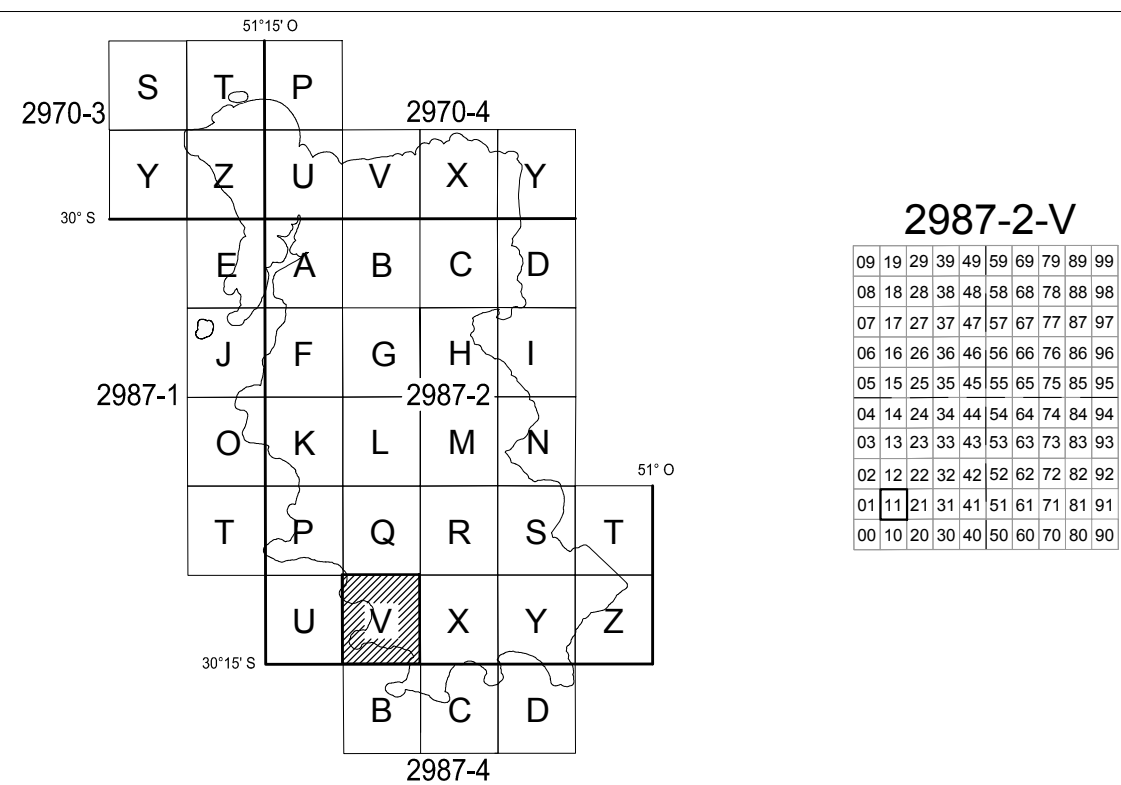 51°15' O
S T P
2970-3
2970-4
Y Z U V X Y
30° S
E A B C D
J F G H I
2987-1
2987-2
O K L M N
51° O
T P Q R S T
U V X Y Z
30°15' S
B C D
2987-4
2987-2-V
09 19 29 39 49 59 69 79 89 99
08 18 28 38 48 58 68 78 88 98
07 17 27 37 47 57 67 77 87 97
06 16 26 36 46 56 66 76 86 96
05 15 25 35 45 55 65 75 85 95
04 14 24 34 44 54 64 74 84 94
03 13 23 33 43 53 63 73 83 93
02 12 22 32 42 52 62 72 82 92
01 11 21 31 41 51 61 71 81 91
00 10 20 30 40 50 60 70 80 90